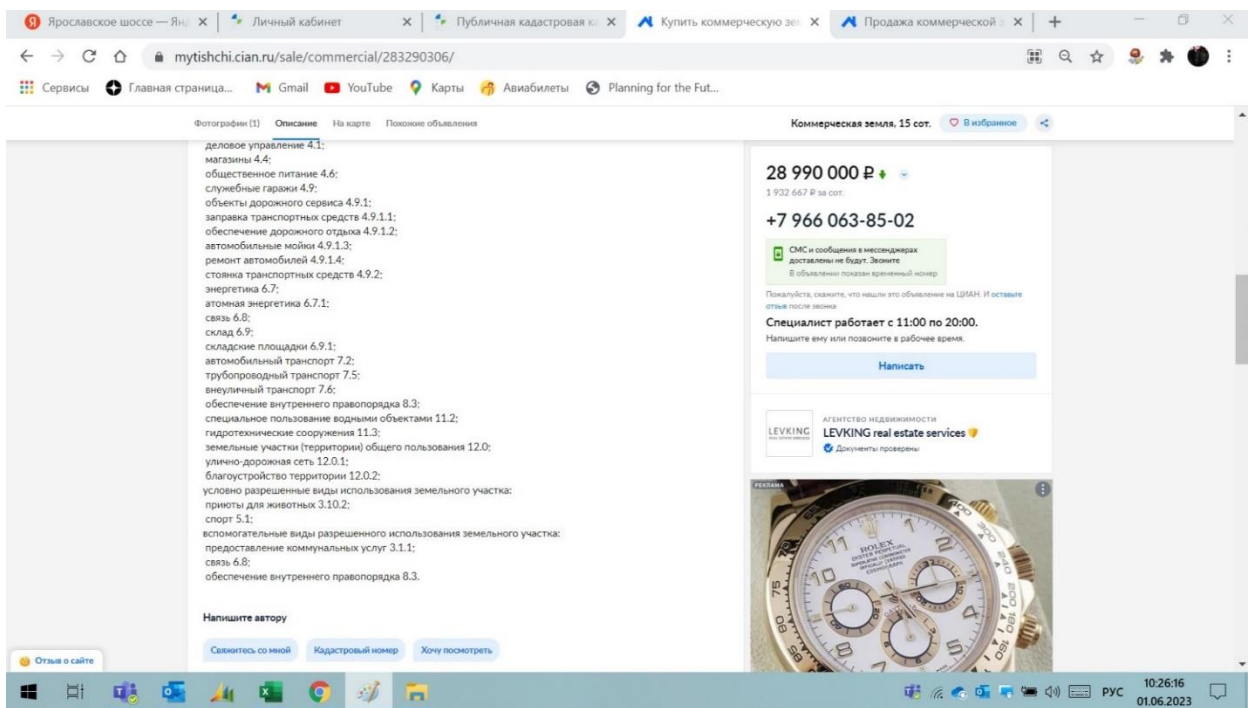 Ярославское шоссе — Ян
Личный кабинет
Публичная кадастровая к
Купить коммерческую зе
Продажа коммерческой з
mytishchi.cian.ru/sale/commercial/283290306/
Сервисы
Главная страница...
Gmail
YouTube
Карты
Авиабилеты
Planning for the Fut...
Фотографии (1)
Описание
На карте
Похожие объявления
Коммерческая земля, 15 сот.
В избранное
деловое управление 4.1;
магазины 4.4;
общественное питание 4.6;
служебные гаражи 4.9;
объекты дорожного сервиса 4.9.1;
заправка транспортных средств 4.9.1.1;
обеспечение дорожного отдыха 4.9.1.2;
автомобильные мойки 4.9.1.3;
ремонт автомобилей 4.9.1.4;
стоянка транспортных средств 4.9.2;
энергетика 6.7;
атомная энергетика 6.7.1;
связь 6.8;
склад 6.9;
складские площадки 6.9.1;
автомобильный транспорт 7.2;
трубопроводный транспорт 7.5;
внеуличный транспорт 7.6;
обеспечение внутреннего правопорядка 8.3;
специальное пользование водными объектами 11.2;
гидротехнические сооружения 11.3;
земельные участки (территории) общего пользования 12.0;
улично-дорожная сеть 12.0.1;
благоустройство территории 12.0.2;
условно разрешенные виды использования земельного участка:
приюты для животных 3.10.2;
спорт 5.1;
вспомогательные виды разрешенного использования земельного участка:
предоставление коммунальных услуг 3.1.1;
связь 6.8;
обеспечение внутреннего правопорядка 8.3.
Напишите автору
Свяжитесь со мной
Кадастровый номер
Хочу посмотреть
Отзыв о сайте
28 990 000 ₽
1 932 667 ₽ за сот.
+7 966 063-85-02
СМС и сообщения в мессенджерах
доставлены не будут. Звоните
В объявлении показан временный номер
Пожалуйста, скажите, что нашли это объявление на ЦИАН. И оставьте
отзыв после звонка
Специалист работает с 11:00 по 20:00.
Напишите ему или позвоните в рабочее время.
Написать
LEVKING
АГЕНТСТВО НЕДВИЖИМОСТИ
LEVKING real estate services
Документы проверены
РЕКЛАМА
ROLEX
OYSTER PERPETUAL
COSMOGRAPH
РУС
10:26:16
01.06.2023